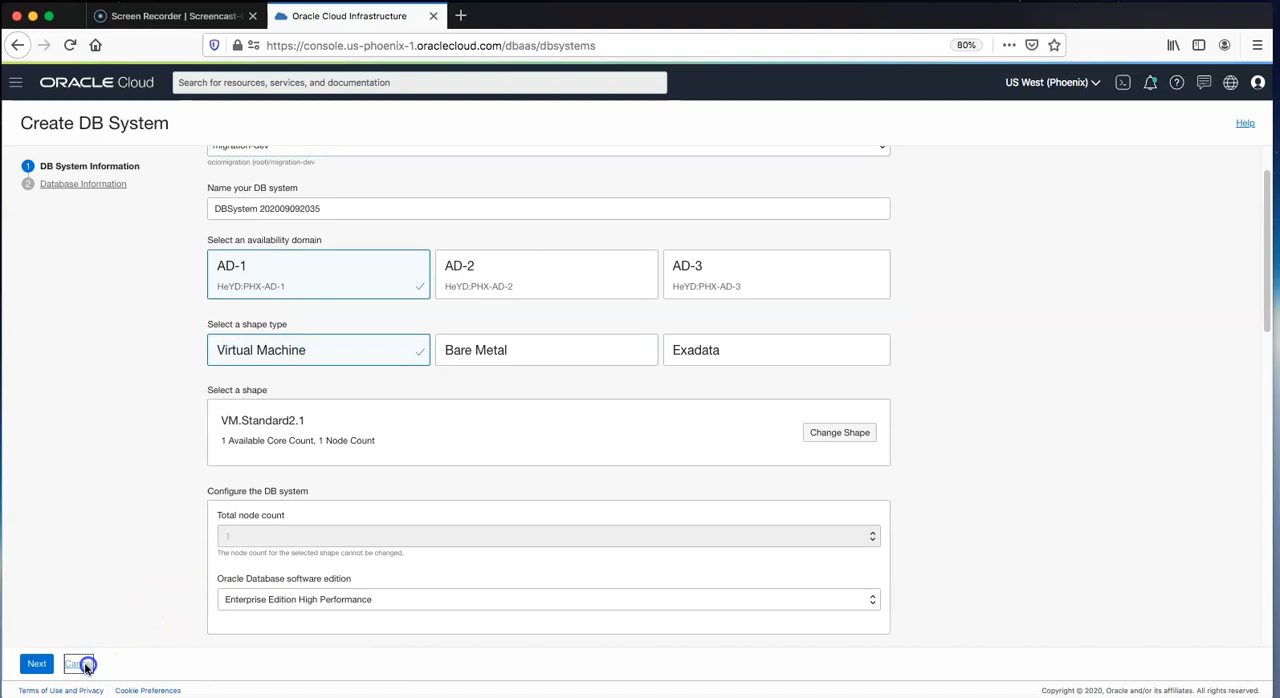 Screen Recorder | Screencast-
Oracle Cloud Infrastructure
https://console.us-phoenix-1.oraclecloud.com/dbaas/dbsystems
80%
ORACLE Cloud
Search for resources, services, and documentation
US West (Phoenix)
Create DB System
Help
1 DB System Information
2 Database Information
migration-dev
ocicmigration (root)/migration-dev
Name your DB system
DBSystem 202009092035
Select an availability domain
AD-1
HeYD:PHX-AD-1
AD-2
HeYD:PHX-AD-2
AD-3
HeYD:PHX-AD-3
Select a shape type
Virtual Machine
Bare Metal
Exadata
Select a shape
VM.Standard2.1
1 Available Core Count, 1 Node Count
Change Shape
Configure the DB system
Total node count
1
The node count for the selected shape cannot be changed.
Oracle Database software edition
Enterprise Edition High Performance
Next
Terms of Use and Privacy
Cookie Preferences
Copyright © 2020, Oracle and/or its affiliates. All rights reserved.